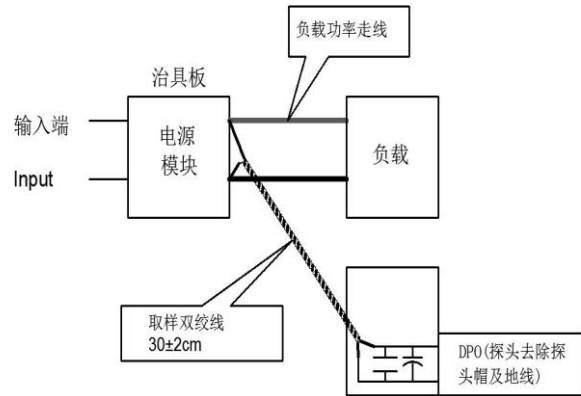 负载功率走线
治具板
输入端
Input
电源
模块
负载
取样双绞线
30±2cm
DPO(探头去除探
头帽及地线)